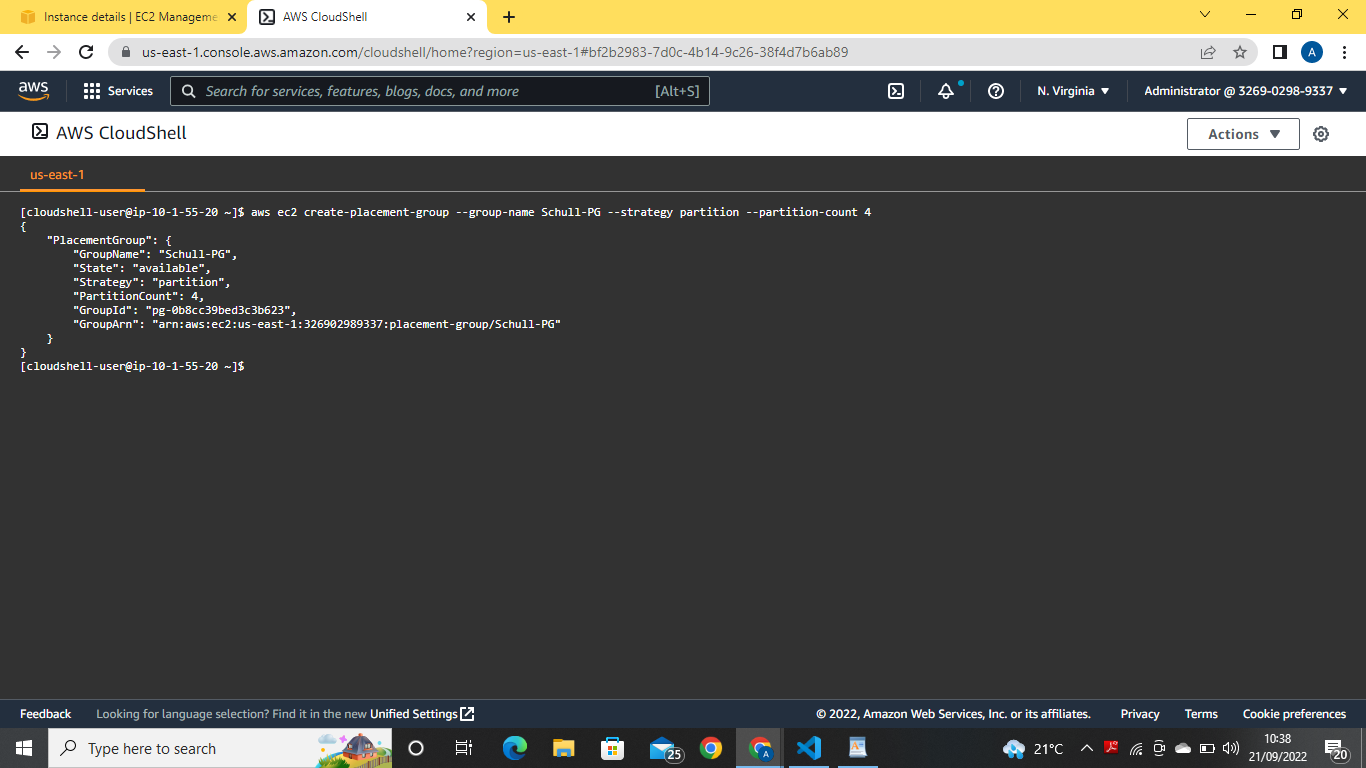 Instance details | EC2 Manageme
AWS CloudShell
us-east-1.console.aws.amazon.com/cloudshell/home?region=us-east-1#bf2b2983-7d0c-4b14-9c26-38f4d7b6ab89
A
aws
Services
Search for services, features, blogs, docs, and more
[Alt+S]
N. Virginia
Administrator @ 3269-0298-9337
AWS CloudShell
Actions
us-east-1
[cloudshell-user@ip-10-1-55-20 ~]$ aws ec2 create-placement-group --group-name Schull-PG --strategy partition --partition-count 4
{
    "PlacementGroup": {
        "GroupName": "Schull-PG",
        "State": "available",
        "Strategy": "partition",
        "PartitionCount": 4,
        "GroupId": "pg-0b8cc39bed3c3b623",
        "GroupArn": "arn:aws:ec2:us-east-1:326902989337:placement-group/Schull-PG"
    }
}
[cloudshell-user@ip-10-1-55-20 ~]$
Feedback
Looking for language selection? Find it in the new Unified Settings
© 2022, Amazon Web Services, Inc. or its affiliates.
Privacy
Terms
Cookie preferences
Type here to search
25
A
21°C
10:38
21/09/2022
20